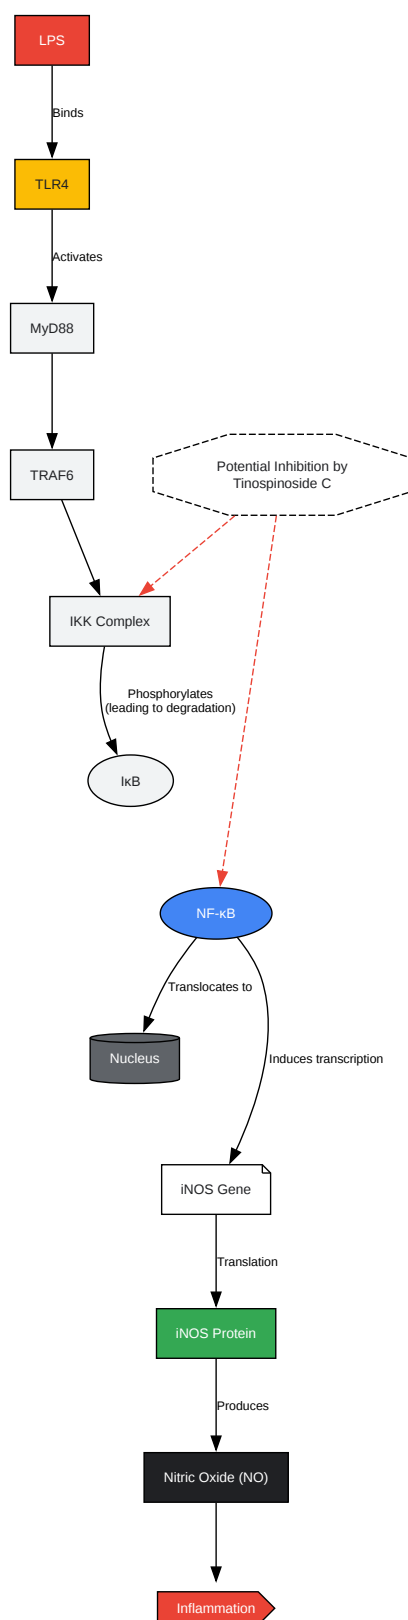 LPS
Binds
TLR4
Activates
MyD88
TRAF6
Potential Inhibition by
Tinospinoside C
IKK Complex
Phosphorylates
(leading to degradation)
IκB
NF-κB
Translocates to
Nucleus
Induces transcription
iNOS Gene
Translation
iNOS Protein
Produces
Nitric Oxide (NO)
Inflammation